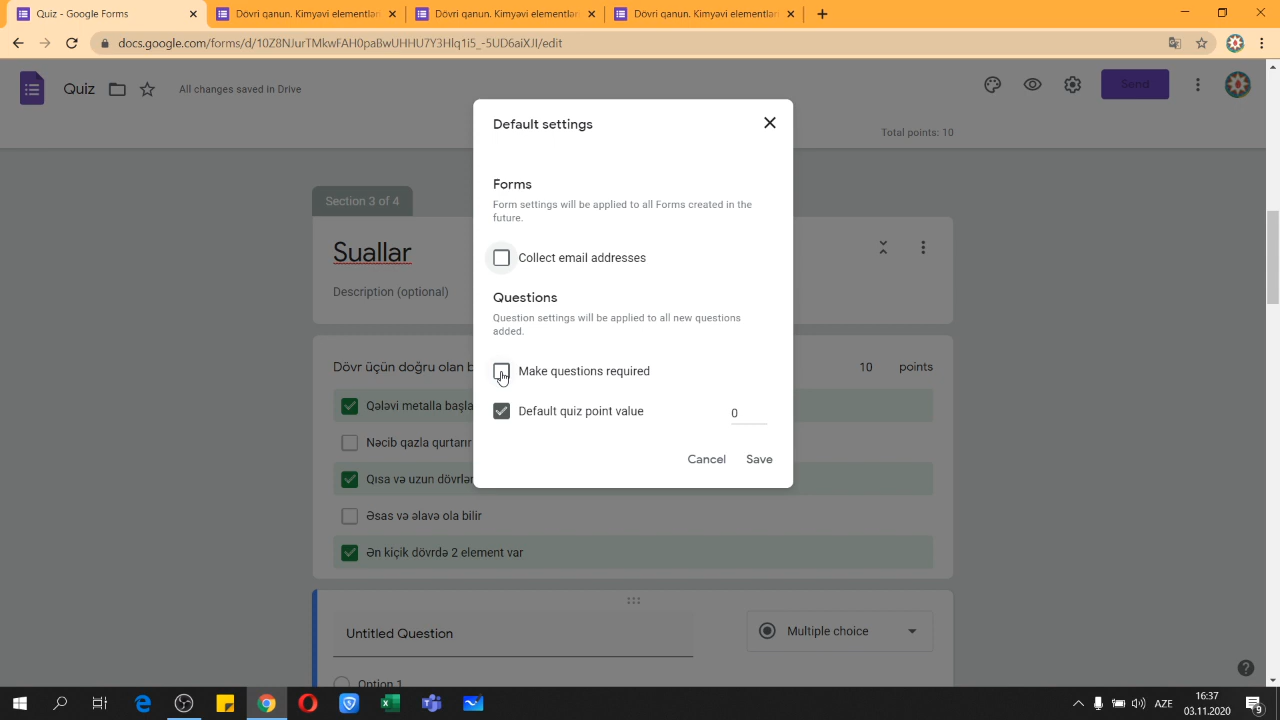 Quiz - Google Forms
Dövri qanun. Kimyəvi elementlər
Dövri qanun. Kimyəvi elementlər
Dövri qanun. Kimyəvi elementlər
docs.google.com/forms/d/10Z8NJurTMkwFAH0paBwUHHU7Y3Hlq1i5_-5UD6aiXJI/edit
Quiz
All changes saved in Drive
Send
Total points: 10
Default settings
Forms
Form settings will be applied to all Forms created in the
future.
Section 3 of 4
Suallar
Collect email addresses
Description (optional)
Questions
Question settings will be applied to all new questions
added.
Dövr üçün doğru olan b
Make questions required
10 points
Qələvi metalla başla
Default quiz point value
0
Nəcib qazla qurtarır
Cancel
Save
Qısa və uzun dövrlər
Əsas və əlavə ola bilir
Ən kiçik dövrdə 2 element var
Untitled Question
Multiple choice
Option 1
AZE
16:37
03.11.2020
9